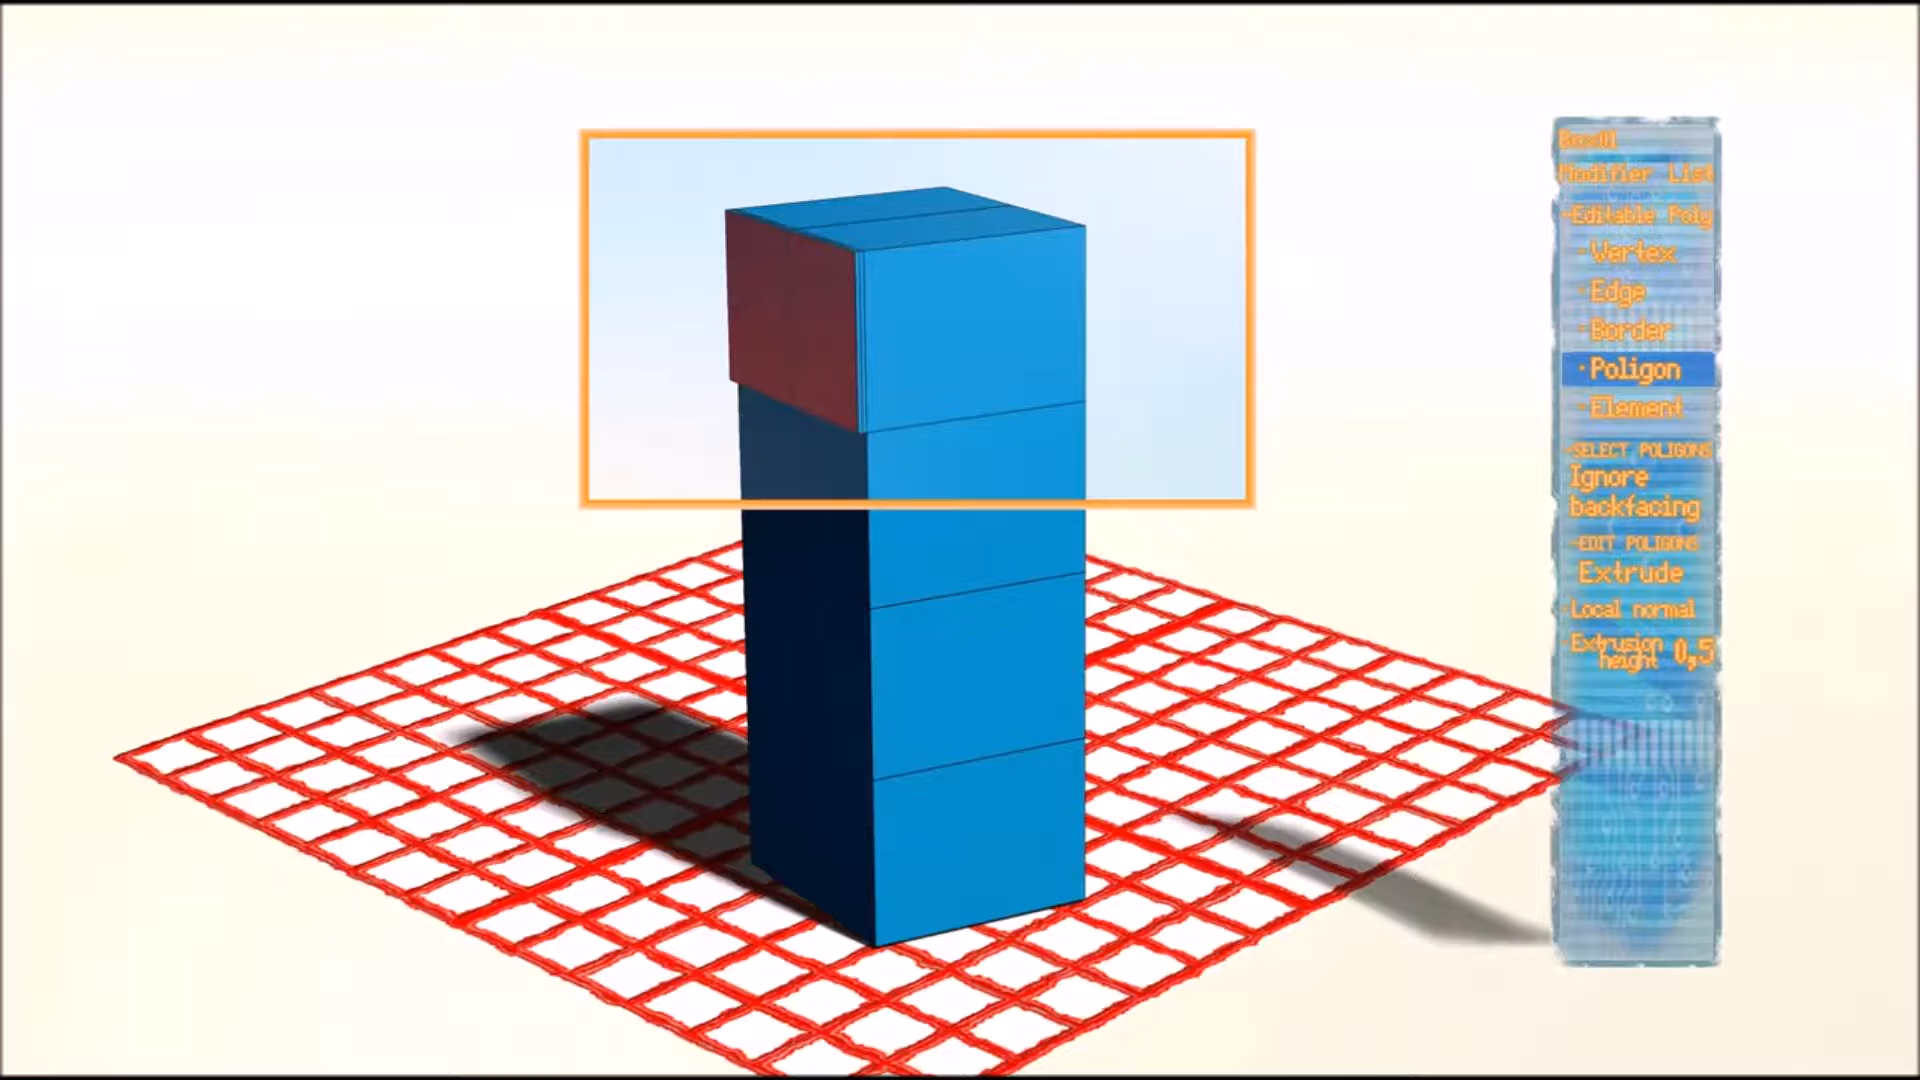 Box01
Modifier List
-Editable Poly
·Vertex
·Edge
·Border
·Poligon
·Element
-SELECT POLIGONS
Ignore
backfacing
-EDIT POLIGONS
Extrude
·Local normal
·Extrusion
height 0,5